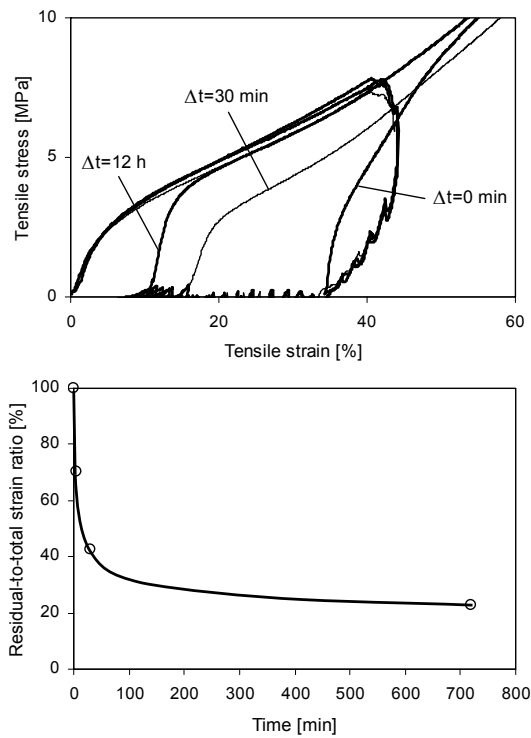 10
Δt=30 min
Tensile stress [MPa]
Δt=12 h
5
Δt=0 min
0
0 20 40 60
Tensile strain [%]
100
80
60
40
20
0
Residual-to-total strain ratio [%]
0 100 200 300 400 500 600 700 800
Time [min]